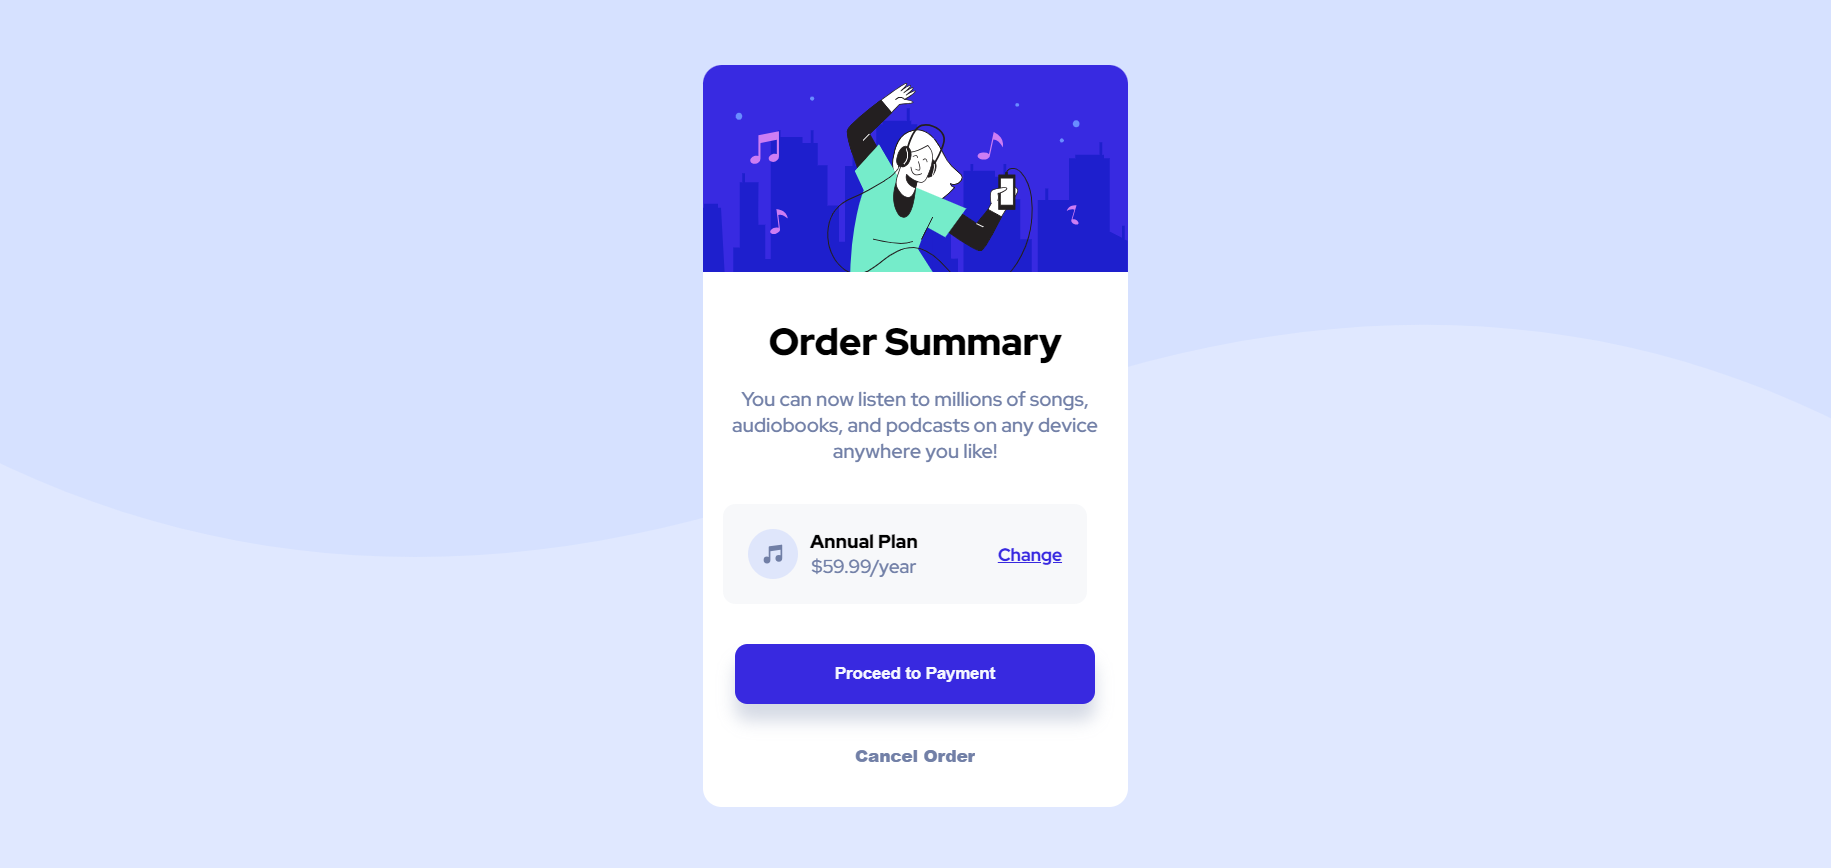 Order Summary
You can now listen to millions of songs,
audiobooks, and podcasts on any device
anywhere you like!
Annual Plan
$59.99/year
Change
Proceed to Payment
Cancel Order